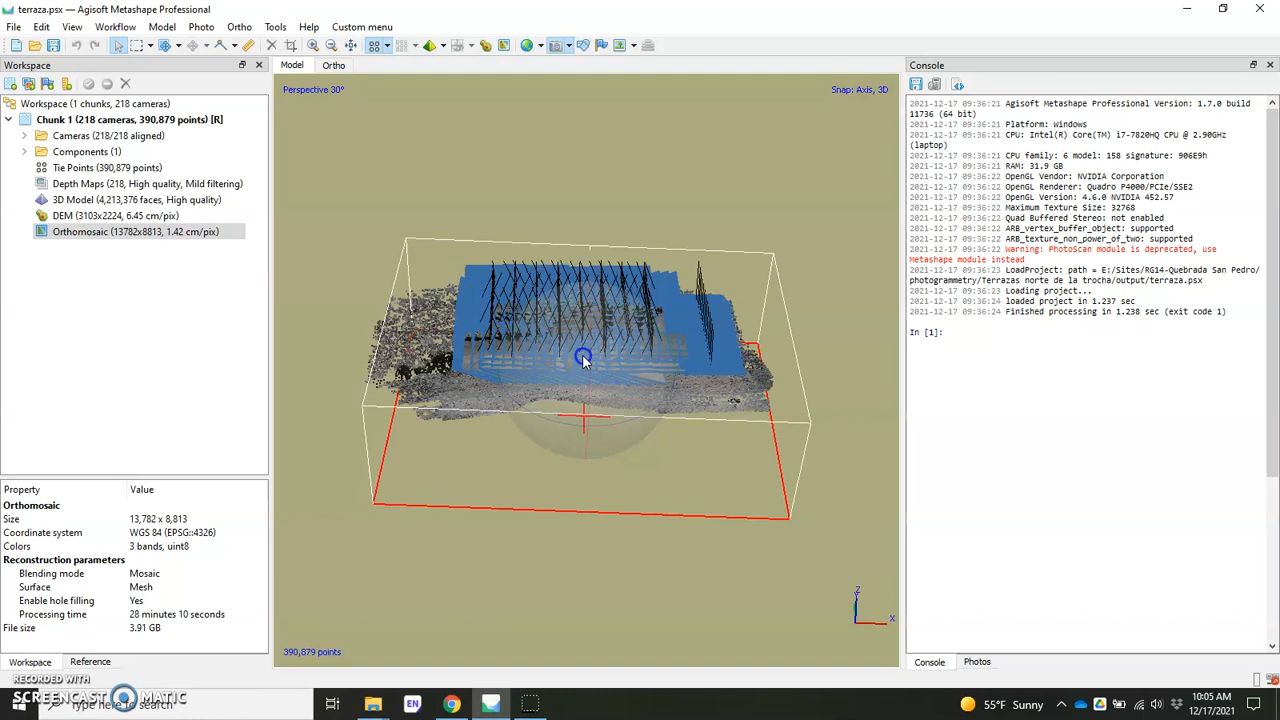 terraza.psx — Agisoft Metashape Professional
File Edit View Workflow Model Photo Ortho Tools Help Custom menu
Workspace
Workspace (1 chunks, 218 cameras)
Chunk 1 (218 cameras, 390,879 points) [R]
Cameras (218/218 aligned)
Components (1)
Tie Points (390,879 points)
Depth Maps (218, High quality, Mild filtering)
3D Model (4,213,376 faces, High quality)
DEM (3103x2224, 6.45 cm/pix)
Orthomosaic (13782x8813, 1.42 cm/pix)
Property Value
Orthomosaic
Size 13,782 x 8,813
Coordinate system WGS 84 (EPSG::4326)
Colors 3 bands, uint8
Reconstruction parameters
Blending mode Mosaic
Surface Mesh
Enable hole filling Yes
Processing time 28 minutes 10 seconds
File size 3.91 GB
Workspace Reference
Model Ortho
Perspective 30°
Snap: Axis, 3D
Z
Y
X
390,879 points
Console
2021-12-17 09:36:21 Agisoft Metashape Professional Version: 1.7.0 build
11736 (64 bit)
2021-12-17 09:36:21 Platform: Windows
2021-12-17 09:36:21 CPU: Intel(R) Core(TM) i7-7820HQ CPU @ 2.90GHz
(laptop)
2021-12-17 09:36:21 CPU family: 6 model: 158 signature: 906E9h
2021-12-17 09:36:21 RAM: 31.9 GB
2021-12-17 09:36:21 OpenGL Vendor: NVIDIA Corporation
2021-12-17 09:36:21 OpenGL Renderer: Quadro P4000/PCIe/SSE2
2021-12-17 09:36:21 OpenGL Version: 4.6.0 NVIDIA 452.57
2021-12-17 09:36:21 Maximum Texture Size: 32768
2021-12-17 09:36:21 Quad Buffered Stereo: not enabled
2021-12-17 09:36:21 ARB_vertex_buffer_object: supported
2021-12-17 09:36:21 ARB_texture_non_power_of_two: supported
2021-12-17 09:36:22 Warning: PhotoScan module is deprecated, use
Metashape module instead
2021-12-17 09:36:23 LoadProject: path = E:/Sites/RG14-Quebrada San Pedro/
photogrammetry/Terrazas norte de la trocha/output/terraza.psx
2021-12-17 09:36:23 Loading project...
2021-12-17 09:36:24 loaded project in 1.237 sec
2021-12-17 09:36:24 Finished processing in 1.238 sec (exit code 1)
In [1]:
Console Photos
RECORDED WITH
SCREENCAST MATIC
Type here to search
EN
55°F Sunny
10:05 AM
12/17/2021